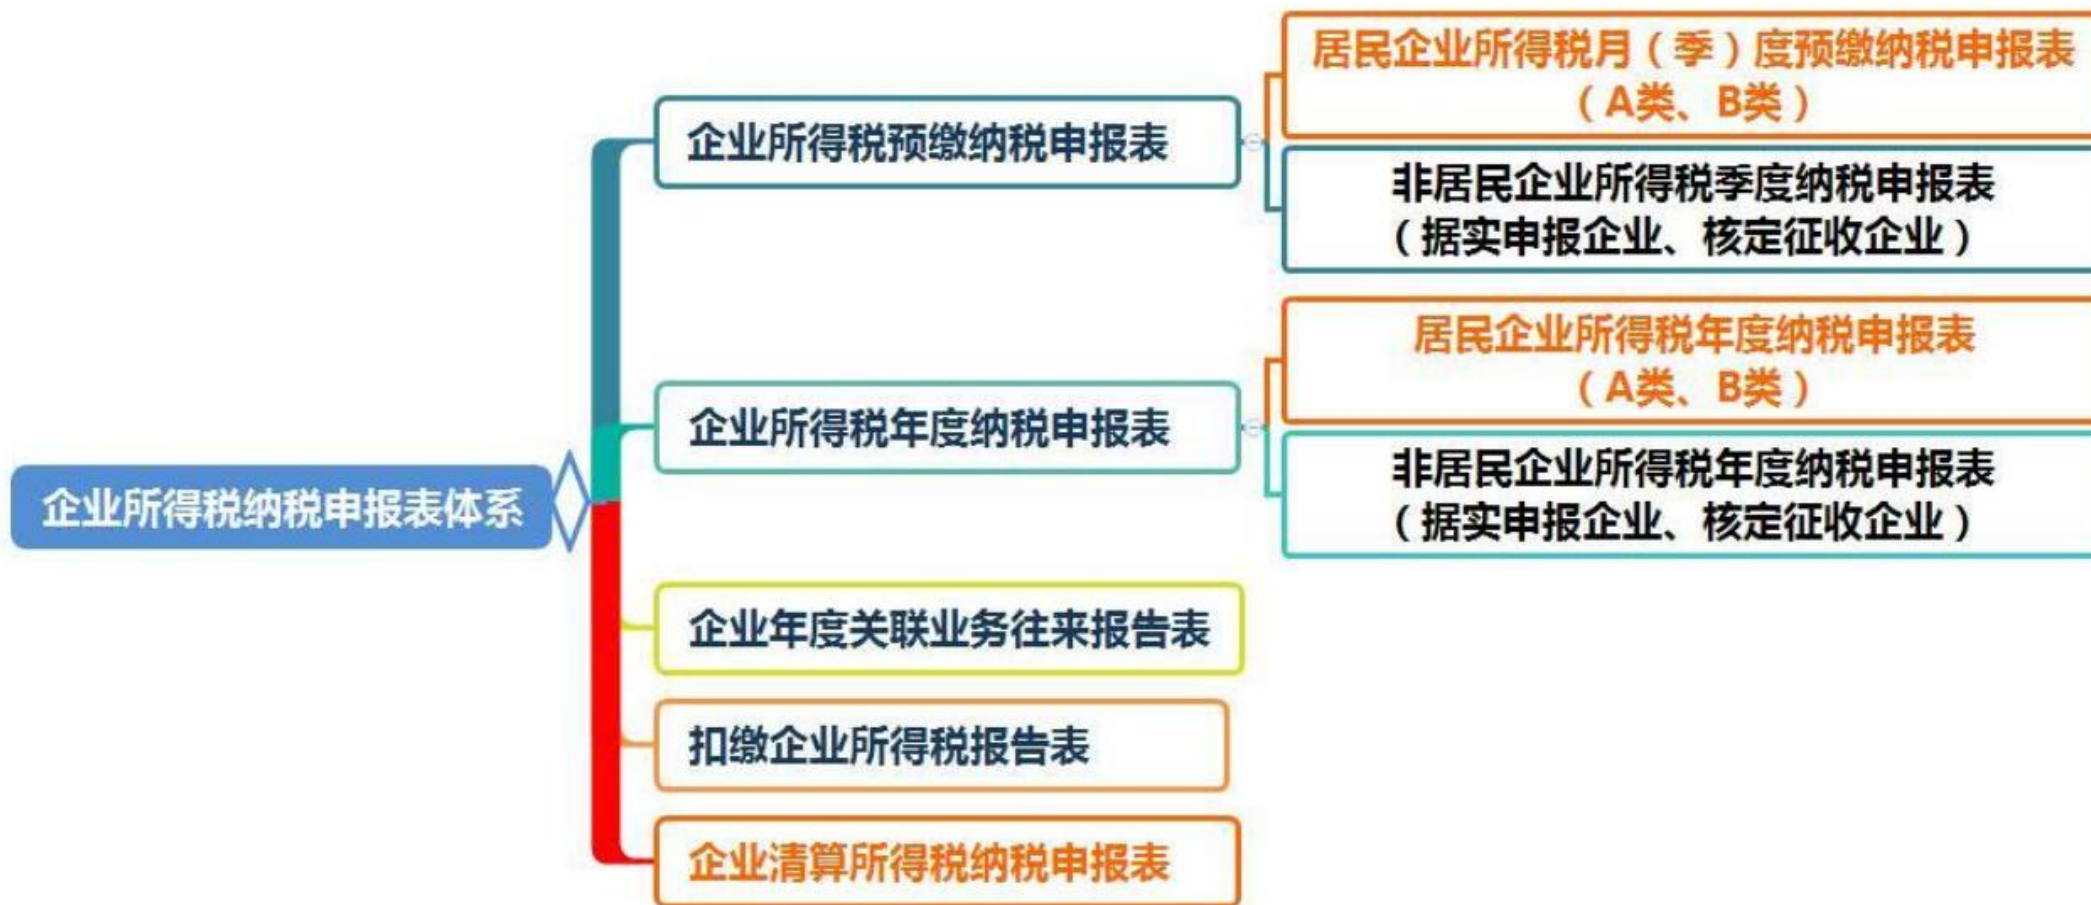 企业所得税纳税申报表体系
企业所得税预缴纳税申报表
居民企业所得税月（季）度预缴纳税申报表
（A类、B类）
非居民企业所得税季度纳税申报表
（据实申报企业、核定征收企业）
企业所得税年度纳税申报表
居民企业所得税年度纳税申报表
（A类、B类）
非居民企业所得税年度纳税申报表
（据实申报企业、核定征收企业）
企业年度关联业务往来报告表
扣缴企业所得税报告表
企业清算所得税纳税申报表